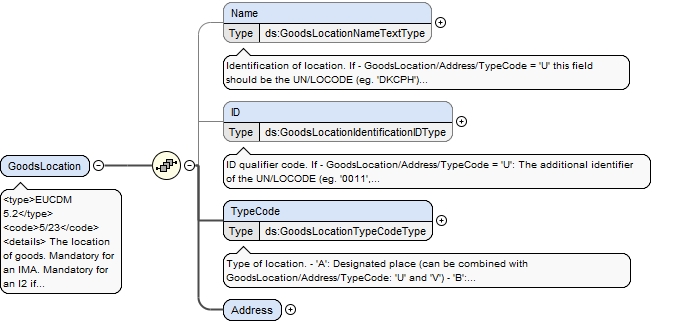 Name
Type ds:GoodsLocationNameTextType
Identification of location. If - GoodsLocation/Address/TypeCode = 'U' this field
should be the UN/LOCODE (eg. 'DKCPH')...
ID
Type ds:GoodsLocationIdentificationIDType
ID qualifier code. If - GoodsLocation/Address/TypeCode = 'U': The additional identifier
of the UN/LOCODE (eg. '0011',...
GoodsLocation
<type>EUCDM
5.2</type>
<code>5/23</code>
<details> The location
of goods. Mandatory for
an IMA. Mandatory for
an I2 if...
TypeCode
Type ds:GoodsLocationTypeCodeType
Type of location. - 'A': Designated place (can be combined with
GoodsLocation/Address/TypeCode: 'U' and 'V') - 'B':...
Address